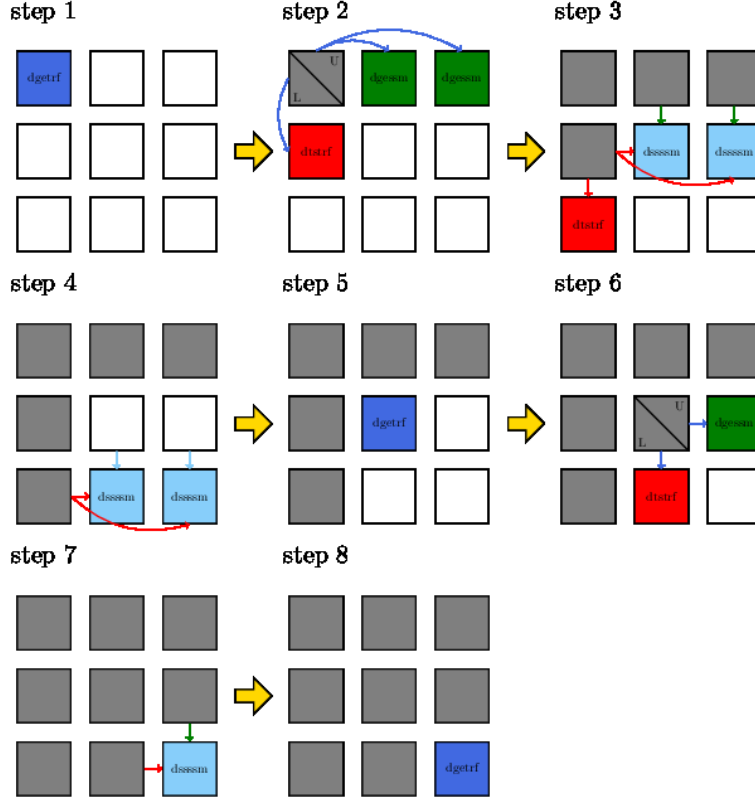 step 1
step 2
step 3
dgetrf
U
L
dgessm
dgessm
dtstrf
dssssm
dssssm
dtstrf
step 4
step 5
step 6
dgetrf
U
L
dgessm
dssssm
dssssm
dtstrf
step 7
step 8
dssssm
dgetrf